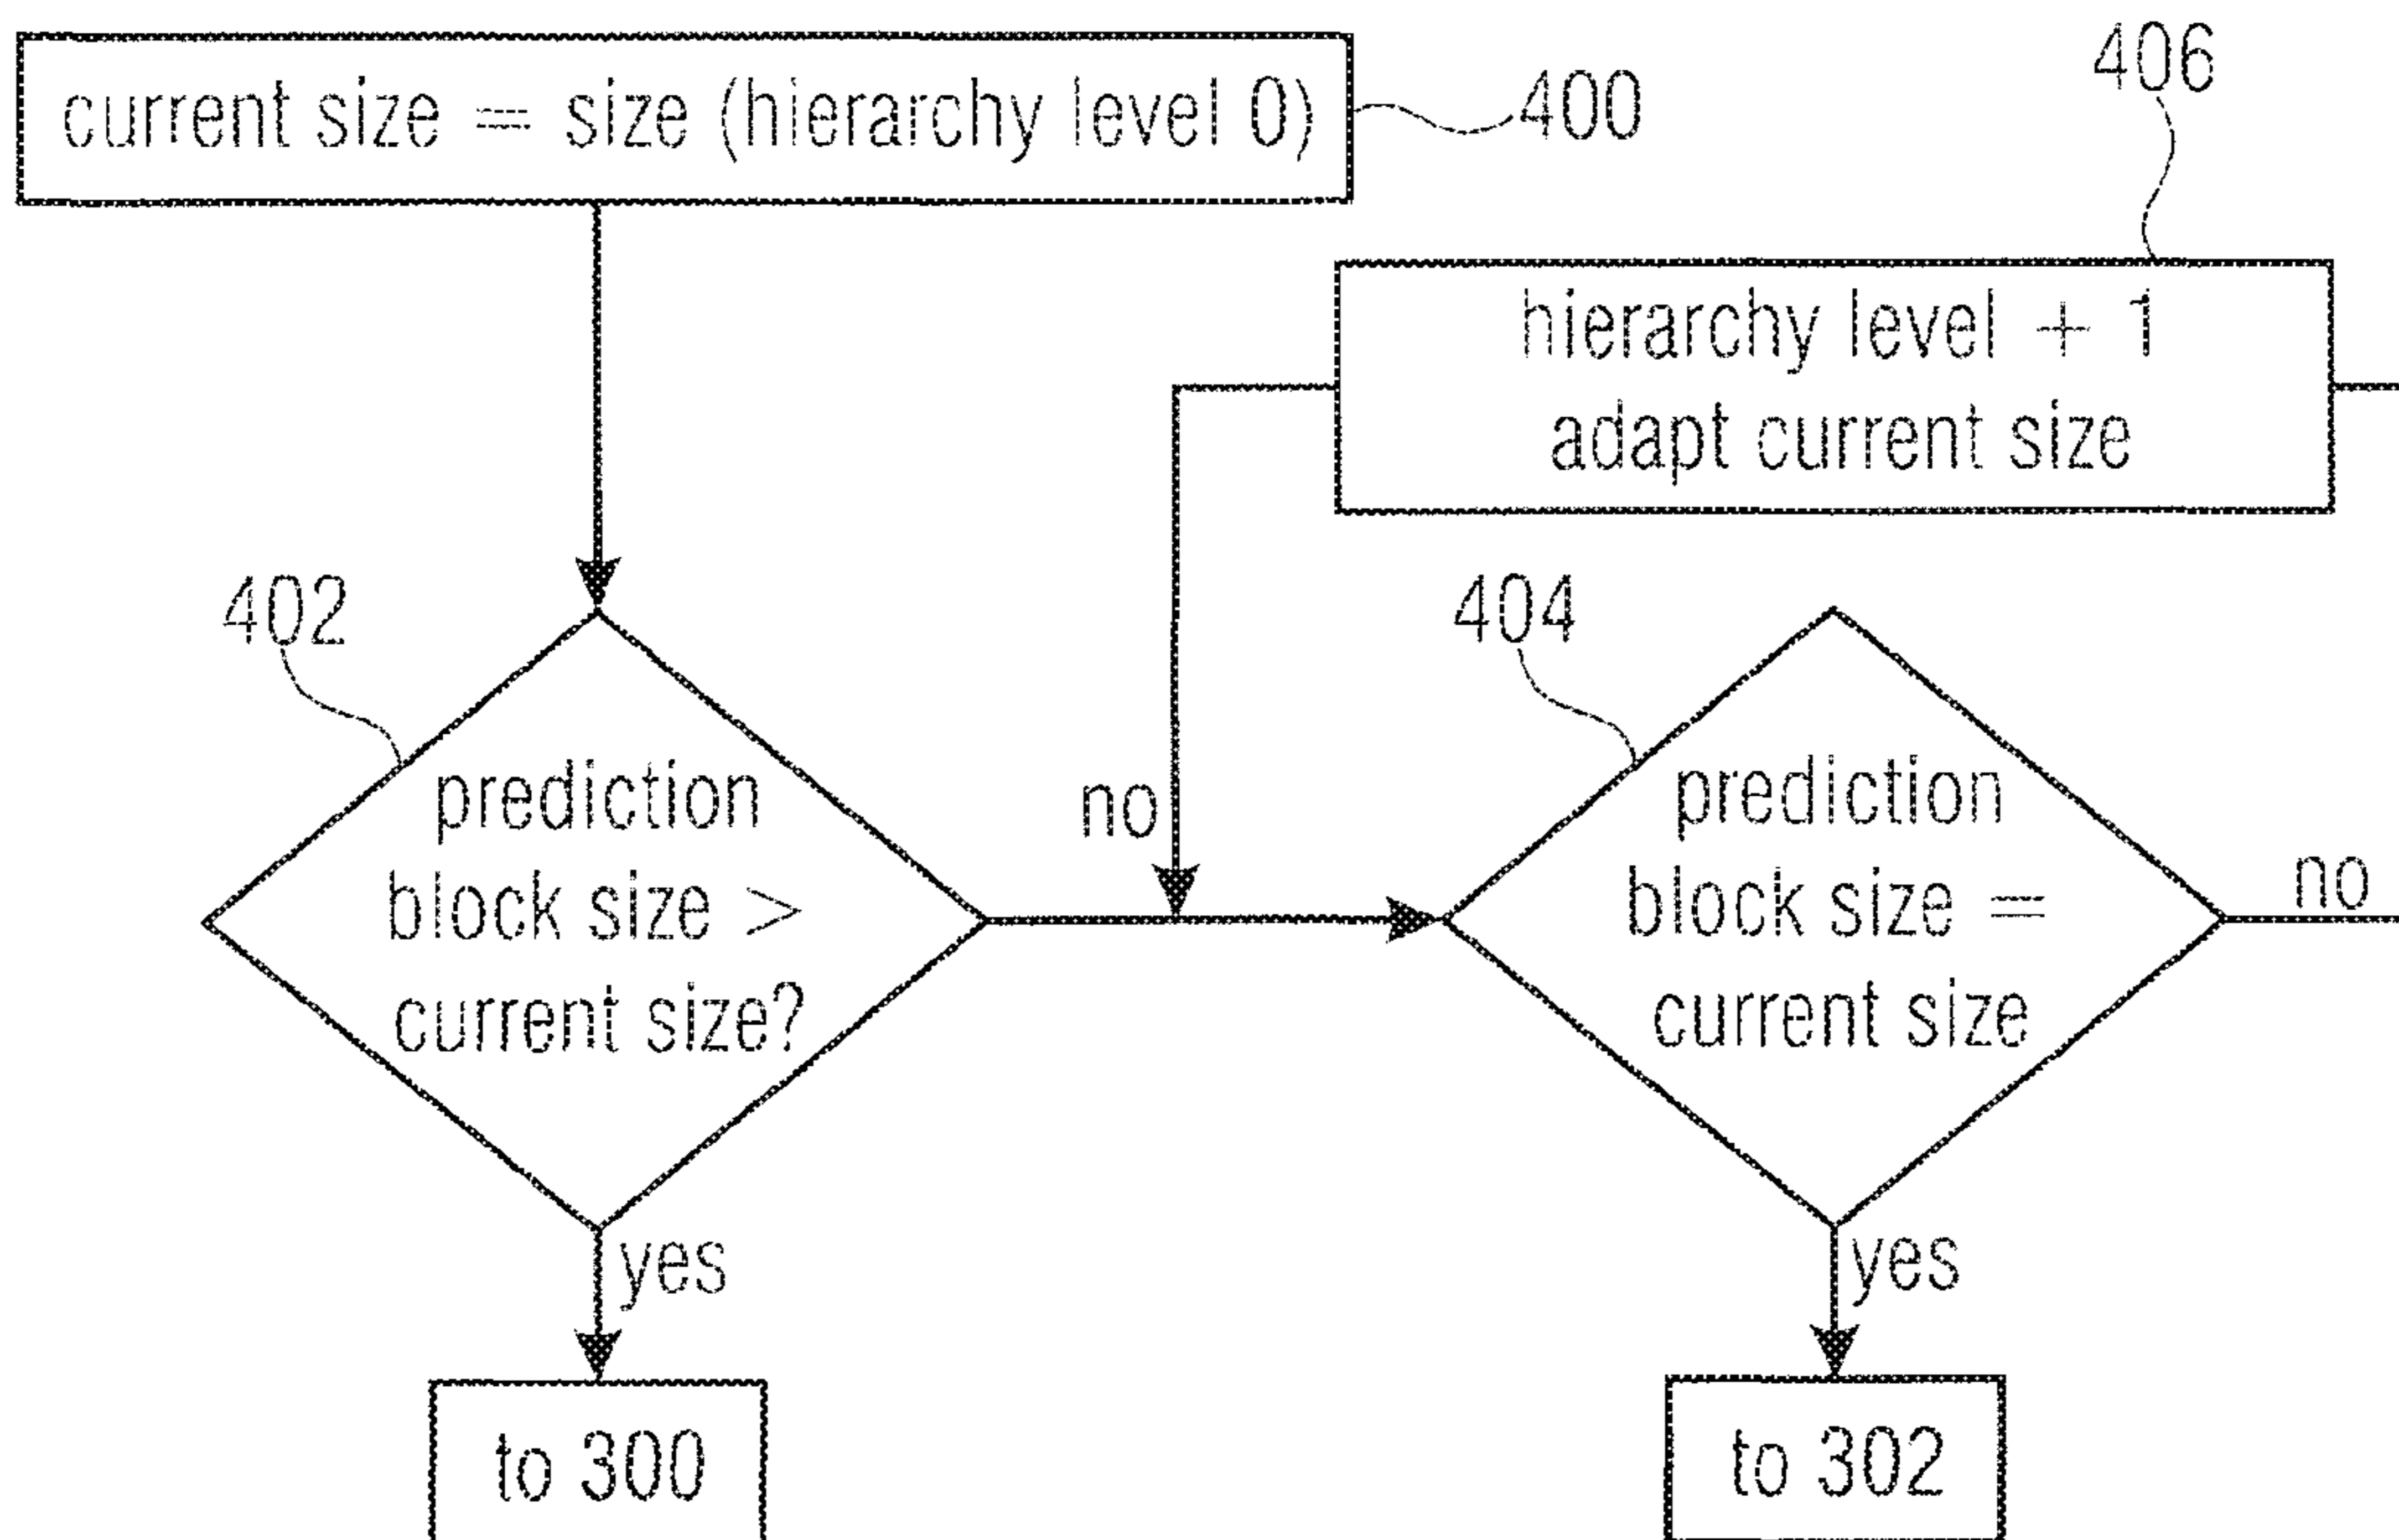 current size = size (hierarchy level 0)
400
406
hierarchy level + 1
adapt current size
402
prediction
block size >
current size?
no
404
prediction
block size =
current size
no
yes
yes
to 300
to 302